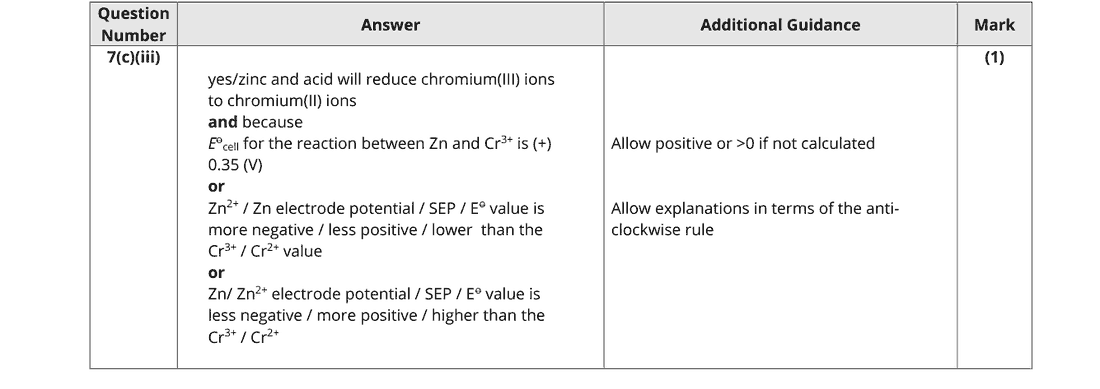 Question Number Answer Additional Guidance Mark
7(c)(iii) (1)
yes/zinc and acid will reduce chromium(III) ions
to chromium(II) ions
and because
E⦵cell for the reaction between Zn and Cr³⁺ is (+) Allow positive or >0 if not calculated
0.35 (V)
or
Zn²⁺ / Zn electrode potential / SEP / E⦵ value is Allow explanations in terms of the anti-
more negative / less positive / lower than the clockwise rule
Cr³⁺ / Cr²⁺ value
or
Zn/ Zn²⁺ electrode potential / SEP / E⦵ value is
less negative / more positive / higher than the
Cr³⁺ / Cr²⁺